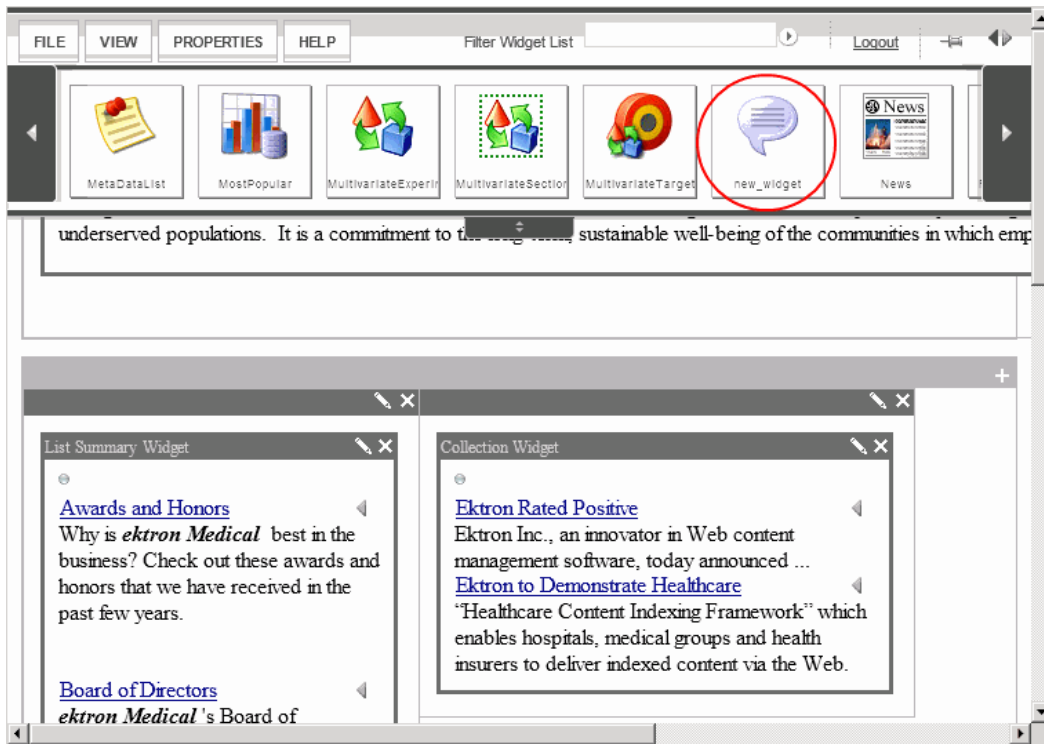 FILE VIEW PROPERTIES HELP Filter Widget List Logout
MetaDataList MostPopular MultivariateExperin MultivariateSection MultivariateTarget new_widget News
News
underserved populations. It is a commitment to t sustainable well-being of the communities in which emp
List Summary Widget
Awards and Honors
Why is ektron Medical best in the
business? Check out these awards and
honors that we have received in the
past few years.
Board of Directors
ektron Medical 's Board of
Collection Widget
Ektron Rated Positive
Ektron Inc., an innovator in Web content
management software, today announced ...
Ektron to Demonstrate Healthcare
“Healthcare Content Indexing Framework” which
enables hospitals, medical groups and health
insurers to deliver indexed content via the Web.